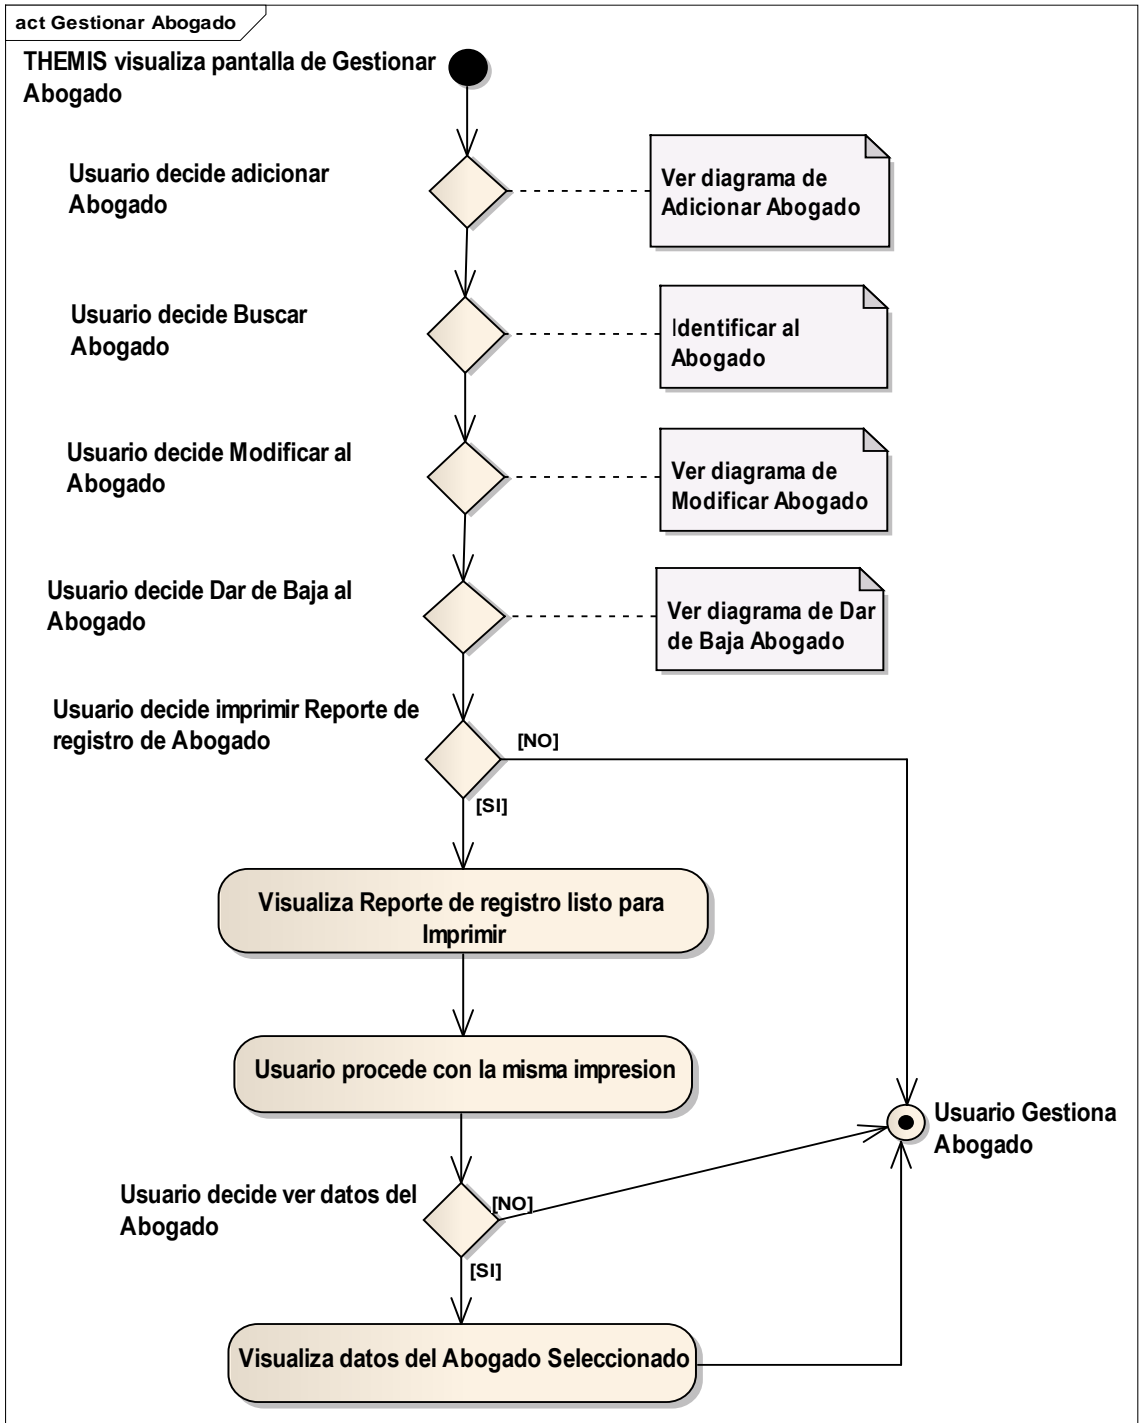 act Gestionar Abogado
THEMIS visualiza pantalla de Gestionar
Abogado
Usuario decide adicionar
Abogado
Ver diagrama de
Adicionar Abogado
Usuario decide Buscar
Abogado
Identificar al
Abogado
Usuario decide Modificar al
Abogado
Ver diagrama de
Modificar Abogado
Usuario decide Dar de Baja al
Abogado
Ver diagrama de Dar
de Baja Abogado
Usuario decide imprimir Reporte de
registro de Abogado
[NO]
[SI]
Visualiza Reporte de registro listo para
Imprimir
Usuario procede con la misma impresion
Usuario Gestiona
Abogado
Usuario decide ver datos del
Abogado
[NO]
[SI]
Visualiza datos del Abogado Seleccionado